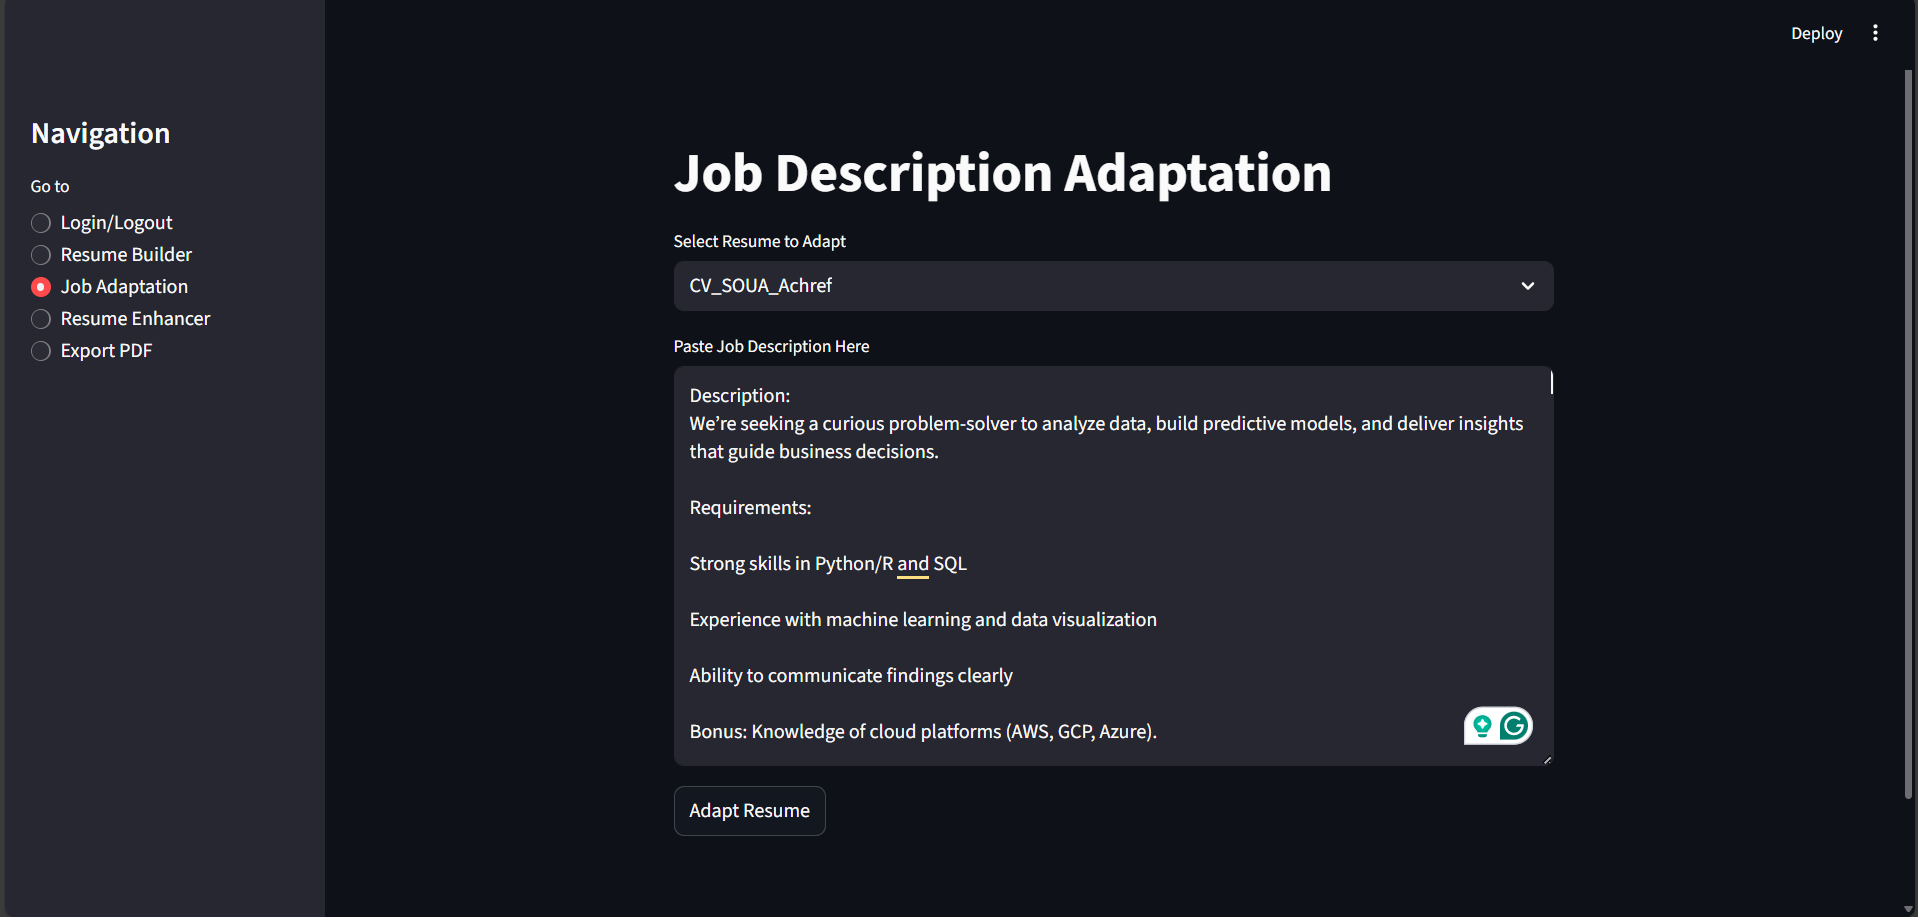 Deploy
Navigation
Go to
Login/Logout
Resume Builder
Job Adaptation
Resume Enhancer
Export PDF
Job Description Adaptation
Select Resume to Adapt
CV_SOUA_Achref
Paste Job Description Here
Description:
We’re seeking a curious problem-solver to analyze data, build predictive models, and deliver insights
that guide business decisions.
Requirements:
Strong skills in Python/R and SQL
Experience with machine learning and data visualization
Ability to communicate findings clearly
Bonus: Knowledge of cloud platforms (AWS, GCP, Azure).
Adapt Resume